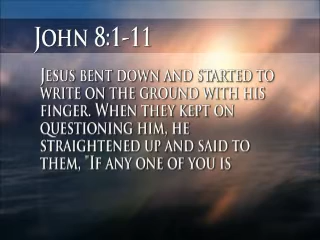 John 8:1-11
Jesus bent down and started to
write on the ground with his
finger. When they kept on
questioning him, he
straightened up and said to
them, "If any one of you is